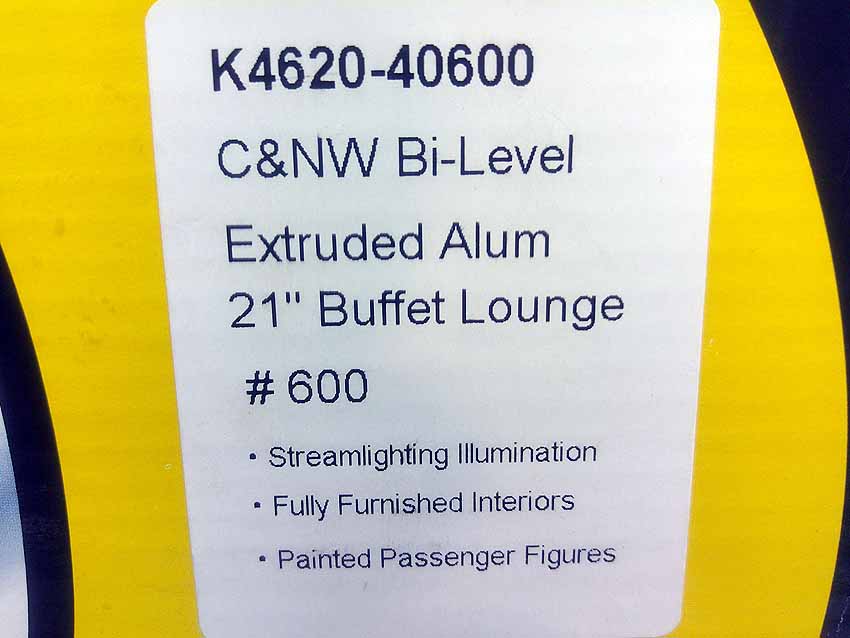 K4620-40600
C&NW Bi-Level
Extruded Alum
21" Buffet Lounge
# 600
· Streamlighting Illumination
· Fully Furnished Interiors
· Painted Passenger Figures